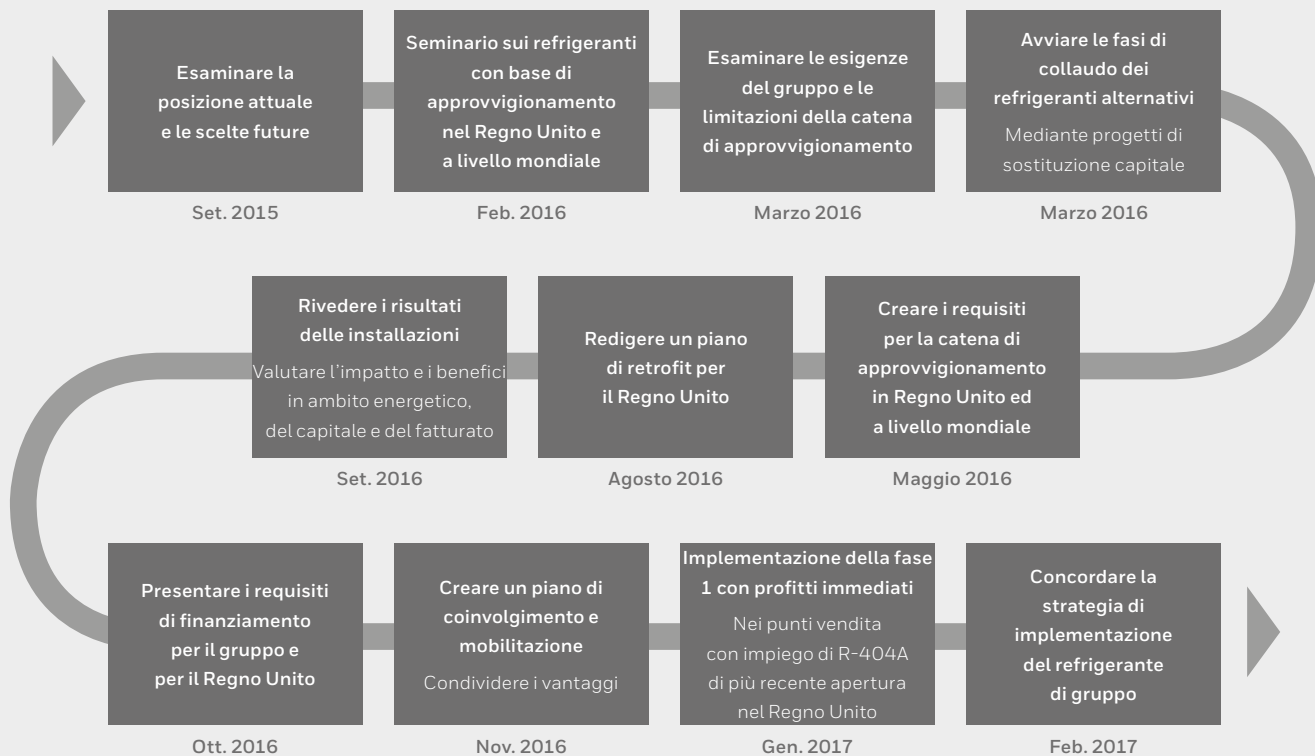 Esaminare la
posizione attuale
e le scelte future
Set. 2015
Seminario sui refrigeranti
con base di
approvvigionamento
nel Regno Unito e
a livello mondiale
Feb. 2016
Esaminare le esigenze
del gruppo e le
limitazioni della catena
di approvvigionamento
Marzo 2016
Avviare le fasi di
collaudo dei
refrigeranti alternativi
Mediante progetti di
sostituzione capitale
Marzo 2016
Creare i requisiti
per la catena di
approvvigionamento
in Regno Unito ed
a livello mondiale
Maggio 2016
Redigere un piano
di retrofit per
il Regno Unito
Agosto 2016
Rivedere i risultati
delle installazioni
Valutare l'impatto e i benefici
in ambito energetico,
del capitale e del fatturato
Set. 2016
Presentare i requisiti
di finanziamento
per il gruppo e
per il Regno Unito
Ott. 2016
Creare un piano di
coinvolgimento e
mobilitazione
Condividere i vantaggi
Nov. 2016
Implementazione della fase
1 con profitti immediati
Nei punti vendita
con impiego di R-404A
di più recente apertura
nel Regno Unito
Gen. 2017
Concordare la
strategia di
implementazione
del refrigerante
di gruppo
Feb. 2017